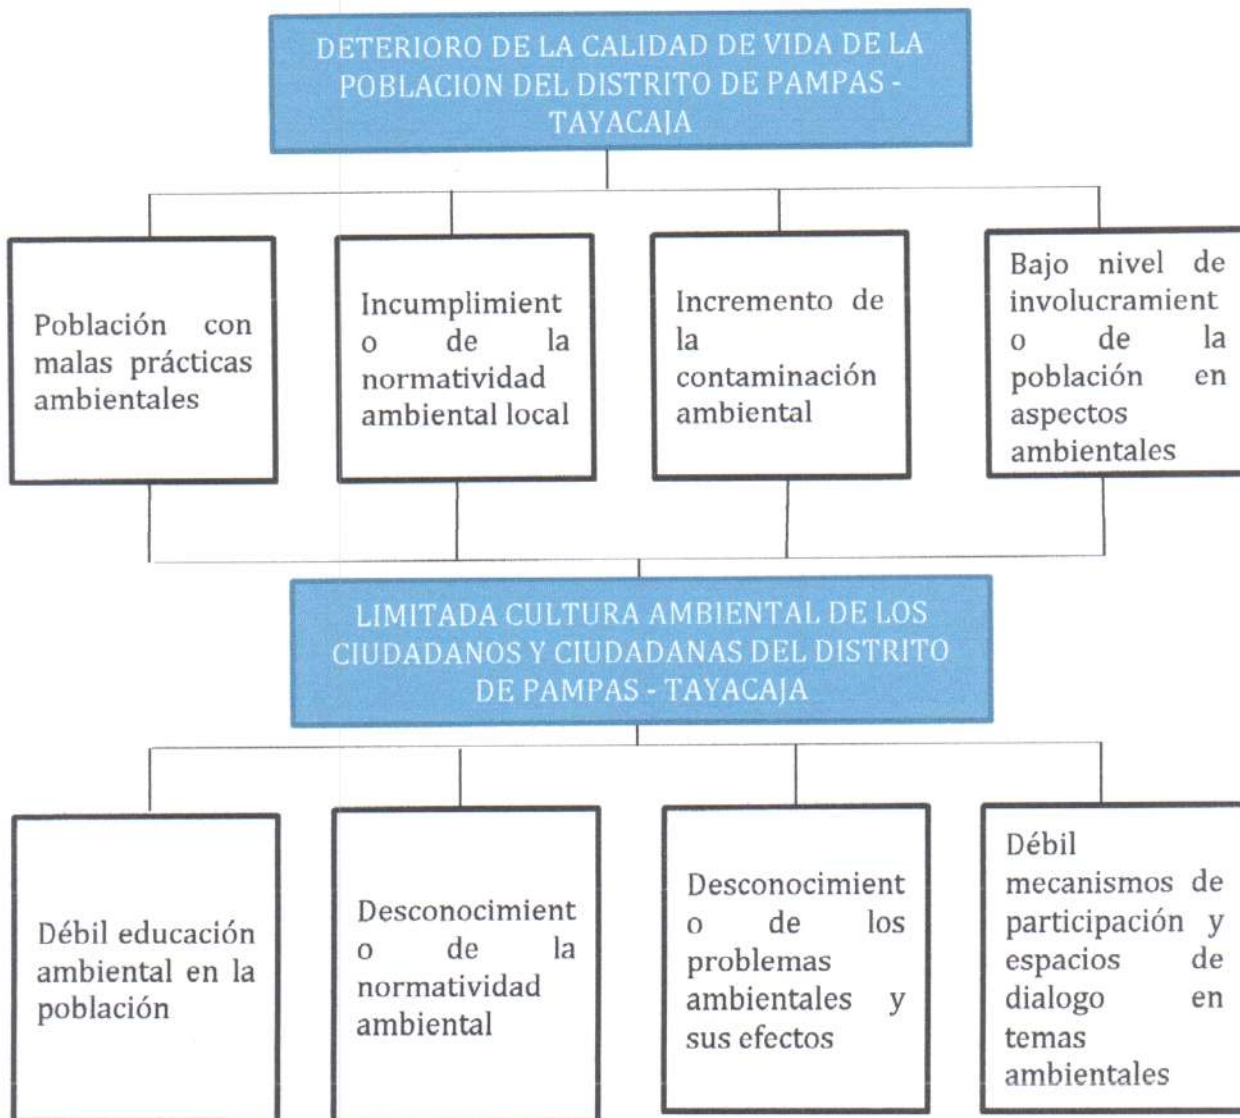 DETERIORO DE LA CALIDAD DE VIDA DE LA
POBLACION DEL DISTRITO DE PAMPAS -
TAYACAJA
Población con
malas prácticas
ambientales
Incumplimient
o de la
normatividad
ambiental local
Incremento de
la
contaminación
ambiental
Bajo nivel de
involucramient
o de la
población en
aspectos
ambientales
LIMITADA CULTURA AMBIENTAL DE LOS
CIUDADANOS Y CIUDADANAS DEL DISTRITO
DE PAMPAS - TAYACAJA
Débil educación
ambiental en la
población
Desconocimient
o de la
normatividad
ambiental
Desconocimient
o de los
problemas
ambientales y
sus efectos
Débil
mecanismos de
participación y
espacios de
dialogo en
temas
ambientales